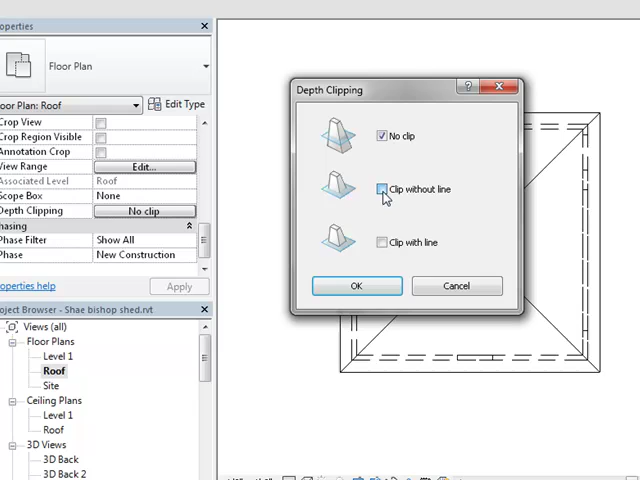 operties
Floor Plan
oor Plan: Roof
Edit Type
Crop View
Crop Region Visible
Annotation Crop
View Range
Edit...
Associated Level
Roof
Scope Box
None
Depth Clipping
No clip
hasing
Phase Filter
Show All
Phase
New Construction
operties help
Apply
oject Browser - Shae bishop shed.rvt
Views (all)
Floor Plans
Level 1
Roof
Site
Ceiling Plans
Level 1
Roof
3D Views
3D Back
3D Back 2
Depth Clipping
?
No clip
Clip without line
Clip with line
OK
Cancel